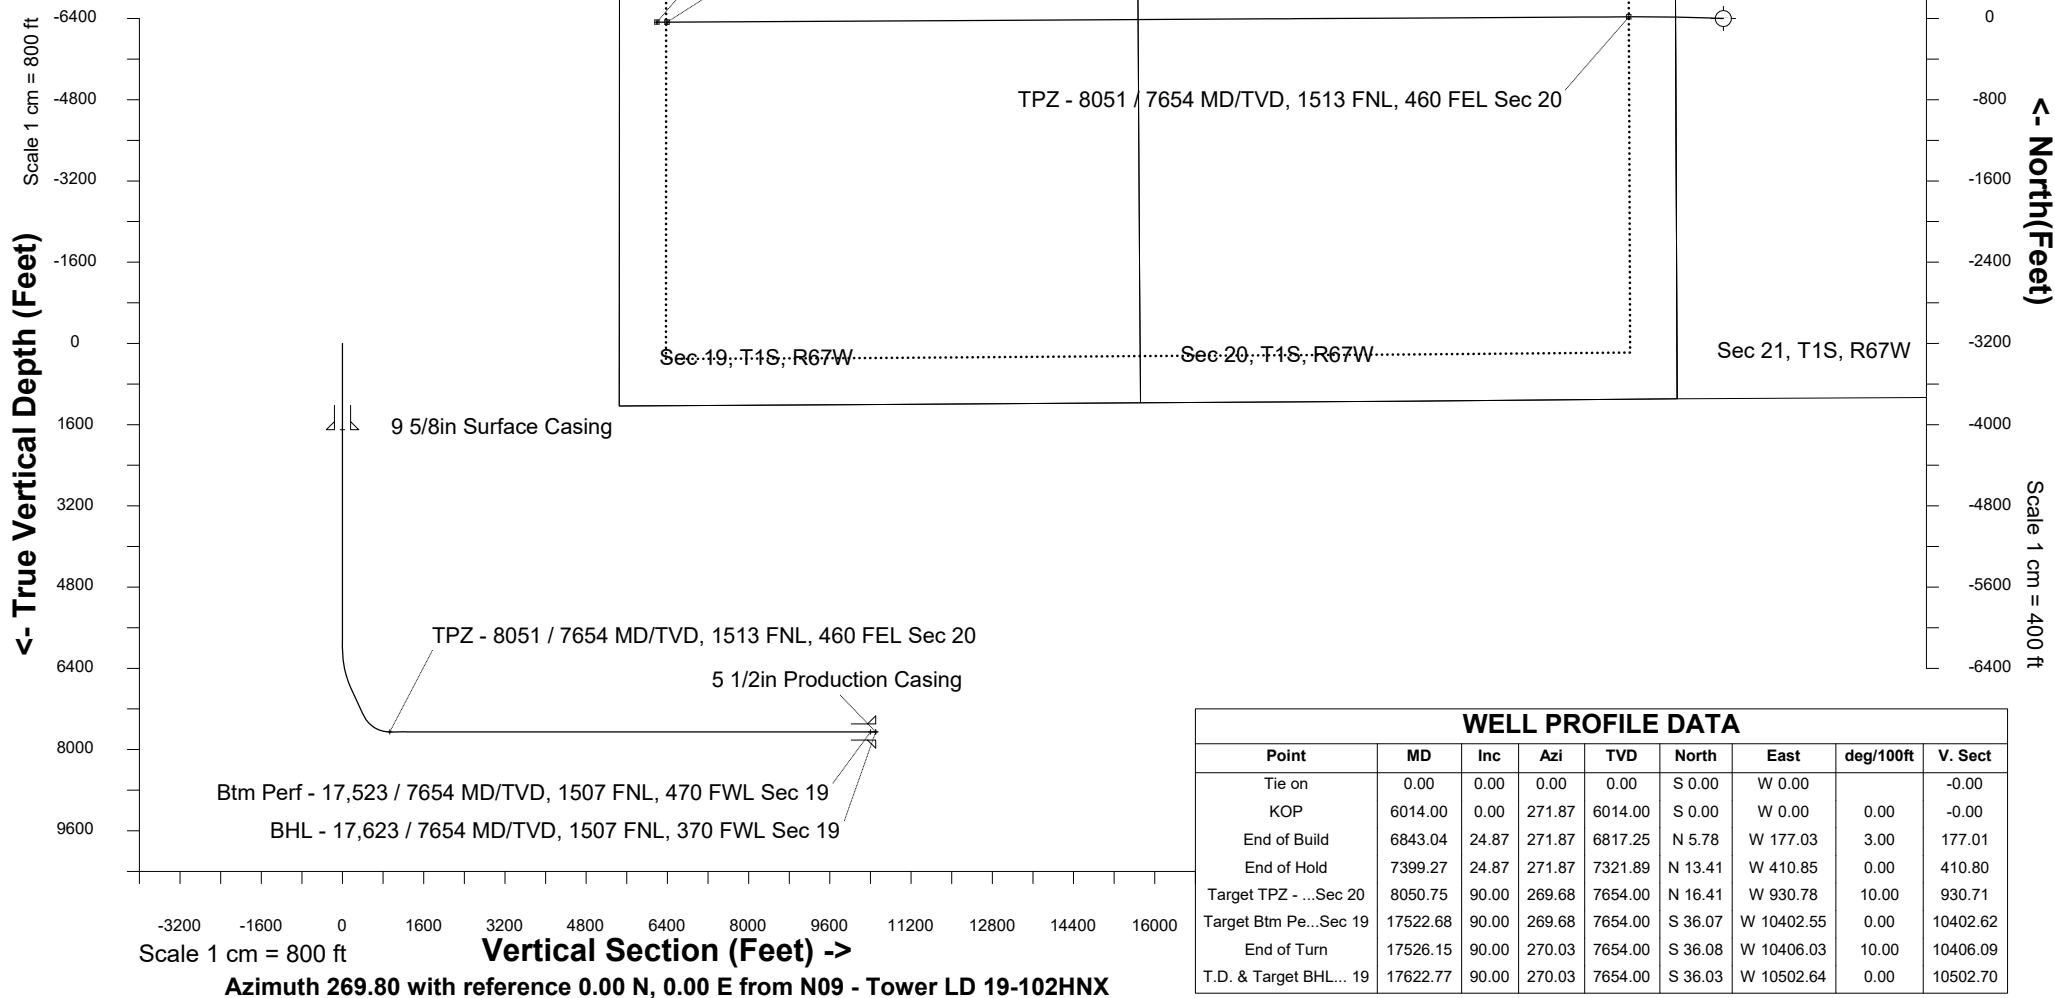 Scale 1 cm = 800 ft
<- True Vertical Depth (Feet)
-6400
-4800
-3200
-1600
0
1600
3200
4800
6400
8000
9600
TPZ - 8051 / 7654 MD/TVD, 1513 FNL, 460 FEL Sec 20
Sec 19, T1S, R67W
Sec 20, T1S, R67W
Sec 21, T1S, R67W
0
-800
-1600
-2400
-3200
-4000
-4800
-5600
-6400
<- North(Feet)
Scale 1 cm = 400 ft
9 5/8in Surface Casing
TPZ - 8051 / 7654 MD/TVD, 1513 FNL, 460 FEL Sec 20
5 1/2in Production Casing
Btm Perf - 17,523 / 7654 MD/TVD, 1507 FNL, 470 FWL Sec 19
BHL - 17,623 / 7654 MD/TVD, 1507 FNL, 370 FWL Sec 19
-3200 -1600 0 1600 3200 4800 6400 8000 9600 11200 12800 14400 16000
Scale 1 cm = 800 ft
Vertical Section (Feet) ->
Azimuth 269.80 with reference 0.00 N, 0.00 E from N09 - Tower LD 19-102HNX
WELL PROFILE DATA
Point MD Inc Azi TVD North East deg/100ft V. Sect
Tie on 0.00 0.00 0.00 0.00 S 0.00 W 0.00 -0.00
KOP 6014.00 0.00 271.87 6014.00 S 0.00 W 0.00 0.00 -0.00
End of Build 6843.04 24.87 271.87 6817.25 N 5.78 W 177.03 3.00 177.01
End of Hold 7399.27 24.87 271.87 7321.89 N 13.41 W 410.85 0.00 410.80
Target TPZ - ...Sec 20 8050.75 90.00 269.68 7654.00 N 16.41 W 930.78 10.00 930.71
Target Btm Pe...Sec 19 17522.68 90.00 269.68 7654.00 S 36.07 W 10402.55 0.00 10402.62
End of Turn 17526.15 90.00 270.03 7654.00 S 36.08 W 10406.03 10.00 10406.09
T.D. & Target BHL... 19 17622.77 90.00 270.03 7654.00 S 36.03 W 10502.64 0.00 10502.70